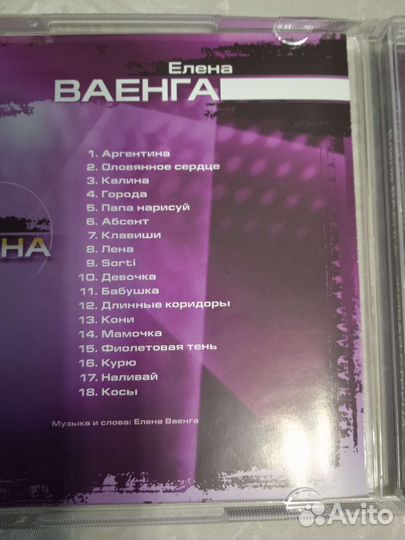 Елена
ВАЕНГА
1. Аргентина
2. Оловянное сердце
3. Калина
4. Города
5. Папа нарисуй
6. Абсент
7. Клавиши
8. Лена
9. Sorti
10. Девочка
11. Бабушка
12. Длинные коридоры
13. Кони
14. Мамочка
15. Фиолетовая тень
16. Курю
17. Наливай
18. Косы
НА
Музыка и слова: Елена Ваенга
Avito